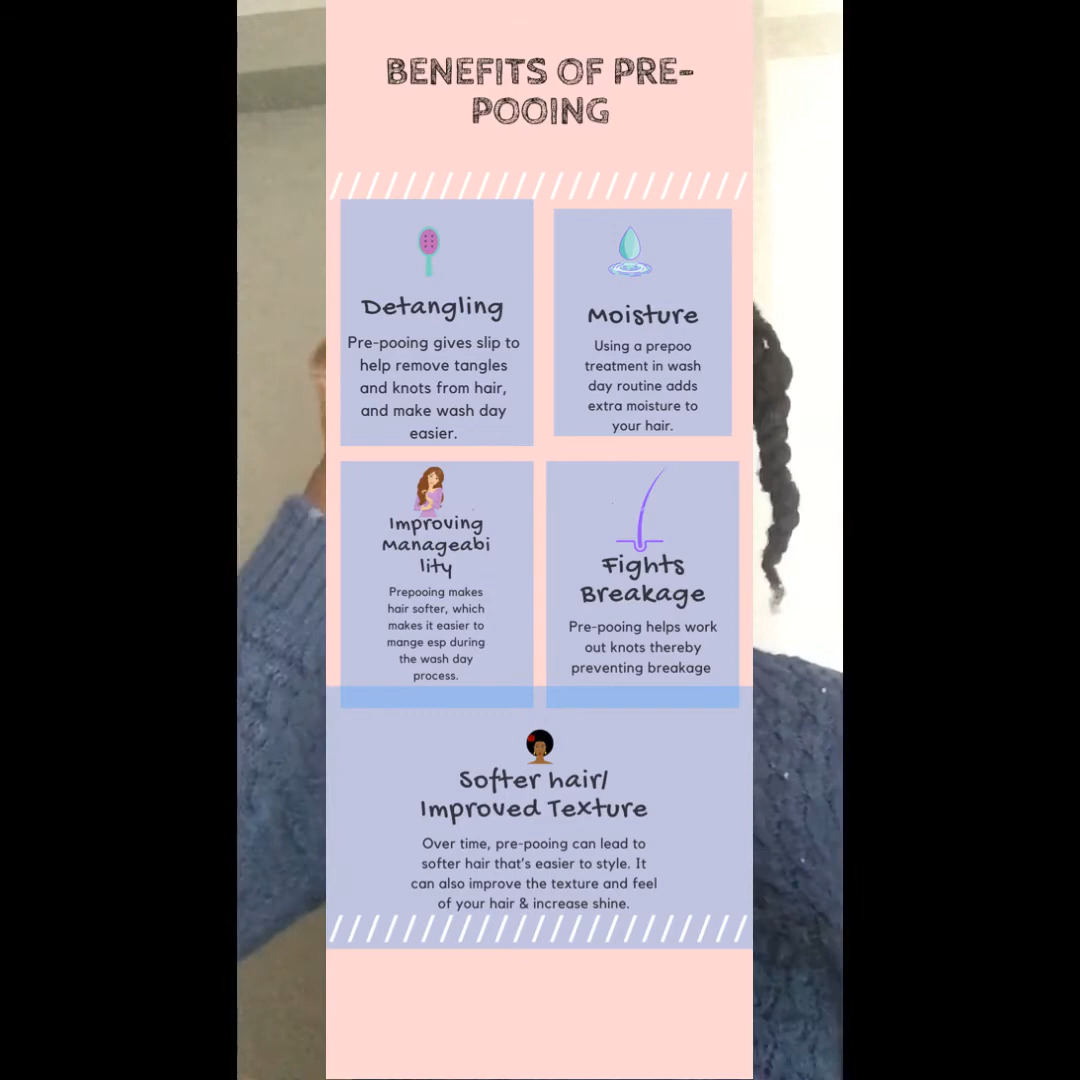 BENEFITS OF PRE-
POOING
Detangling
Pre-pooing gives slip to
help remove tangles
and knots from hair,
and make wash day
easier.
Moisture
Using a prepoo
treatment in wash
day routine adds
extra moisture to
your hair.
Improving
Manageabi
lity
Prepooing makes
hair softer, which
makes it easier to
mange esp during
the wash day
process.
Fights
Breakage
Pre-pooing helps work
out knots thereby
preventing breakage
Softer hair/
Improved Texture
Over time, pre-pooing can lead to
softer hair that's easier to style. It
can also improve the texture and feel
of your hair & increase shine.